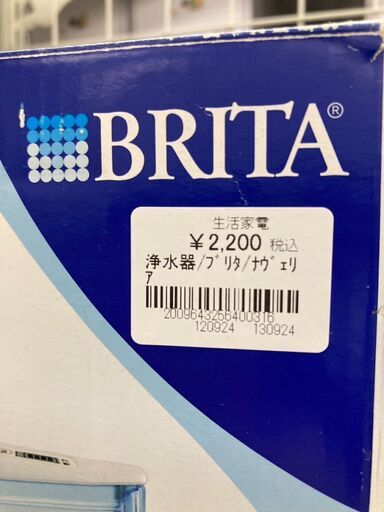 BRITA®
生活家電
¥2,200 税込
浄水器/ﾌﾞﾘﾀ/ﾅｳﾞｪﾘ
ｱ
2009643256400316
120924 130924